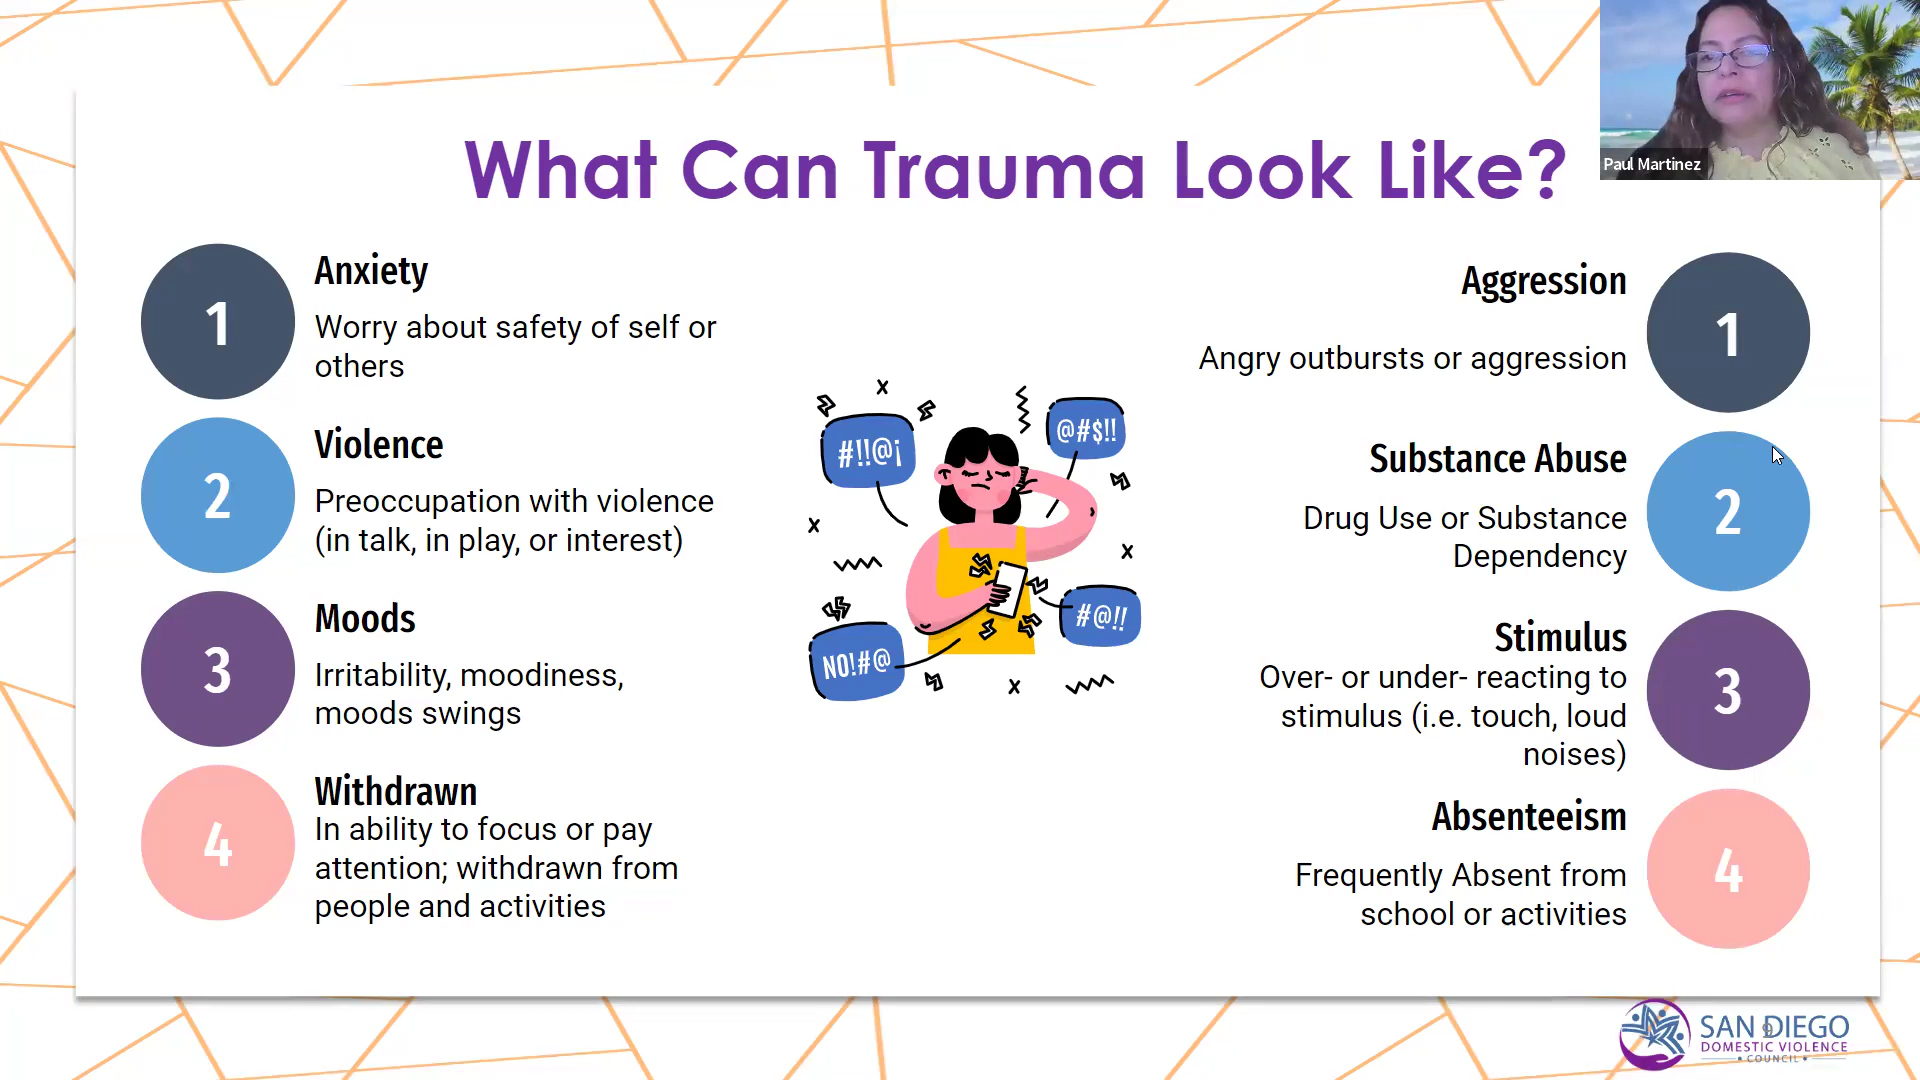 What Can Trauma Look Like?
Paul Martinez
1
Anxiety
Worry about safety of self or
others
2
Violence
Preoccupation with violence
(in talk, in play, or interest)
3
Moods
Irritability, moodiness,
moods swings
4
Withdrawn
In ability to focus or pay
attention; withdrawn from
people and activities
#!!@¡
@#$!!
#@!!
NO!#@
Aggression
1
Angry outbursts or aggression
Substance Abuse
2
Drug Use or Substance
Dependency
Stimulus
3
Over- or under- reacting to
stimulus (i.e. touch, loud
noises)
Absenteeism
4
Frequently Absent from
school or activities
SAN DIEGO
DOMESTIC VIOLENCE
• COUNCIL •
9